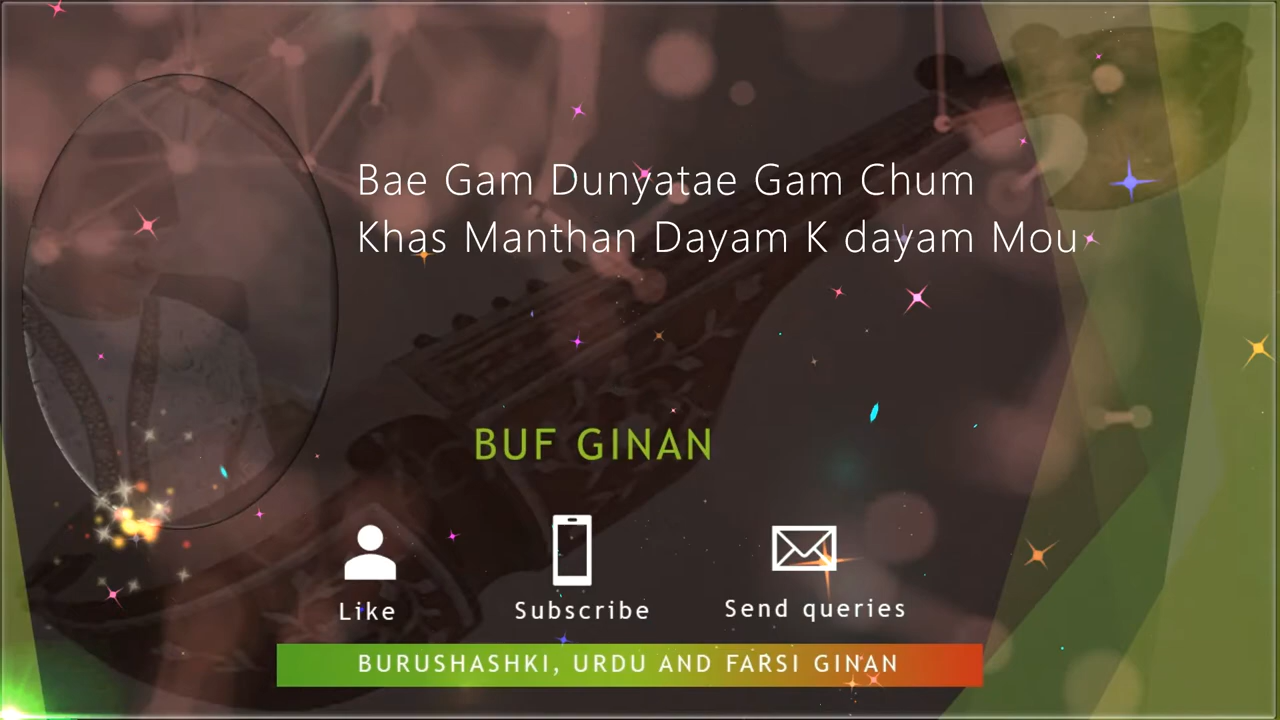 Bae Gam Dunyatae Gam Chum
Khas Manthan Dayam K dayam Mou
BUF GINAN
Like
Subscribe
Send queries
BURUSHASHKI, URDU AND FARSI GINAN